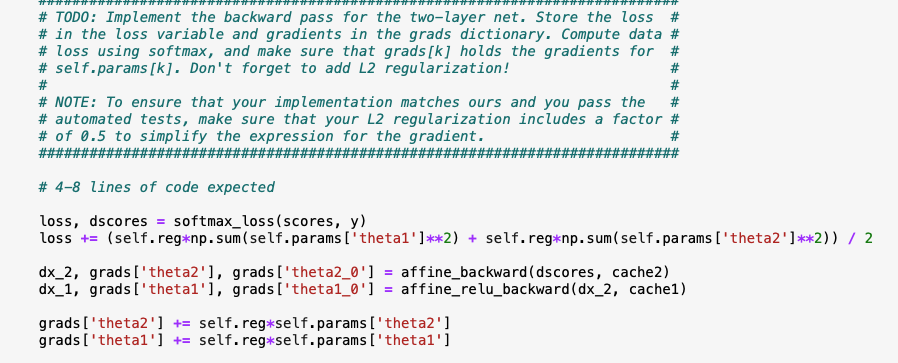 ################################################################################
# TODO: Implement the backward pass for the two-layer net. Store the loss  #
# in the loss variable and gradients in the grads dictionary. Compute data #
# loss using softmax, and make sure that grads[k] holds the gradients for  #
# self.params[k]. Don't forget to add L2 regularization!                   #
#                                                                          #
# NOTE: To ensure that your implementation matches ours and you pass the   #
# automated tests, make sure that your L2 regularization includes a factor #
# of 0.5 to simplify the expression for the gradient.                      #
############################################################################
# 4-8 lines of code expected
loss, dscores = softmax_loss(scores, y)
loss += (self.reg*np.sum(self.params['theta1']**2) + self.reg*np.sum(self.params['theta2']**2)) / 2
dx_2, grads['theta2'], grads['theta2_0'] = affine_backward(dscores, cache2)
dx_1, grads['theta1'], grads['theta1_0'] = affine_relu_backward(dx_2, cache1)
grads['theta2'] += self.reg*self.params['theta2']
grads['theta1'] += self.reg*self.params['theta1']